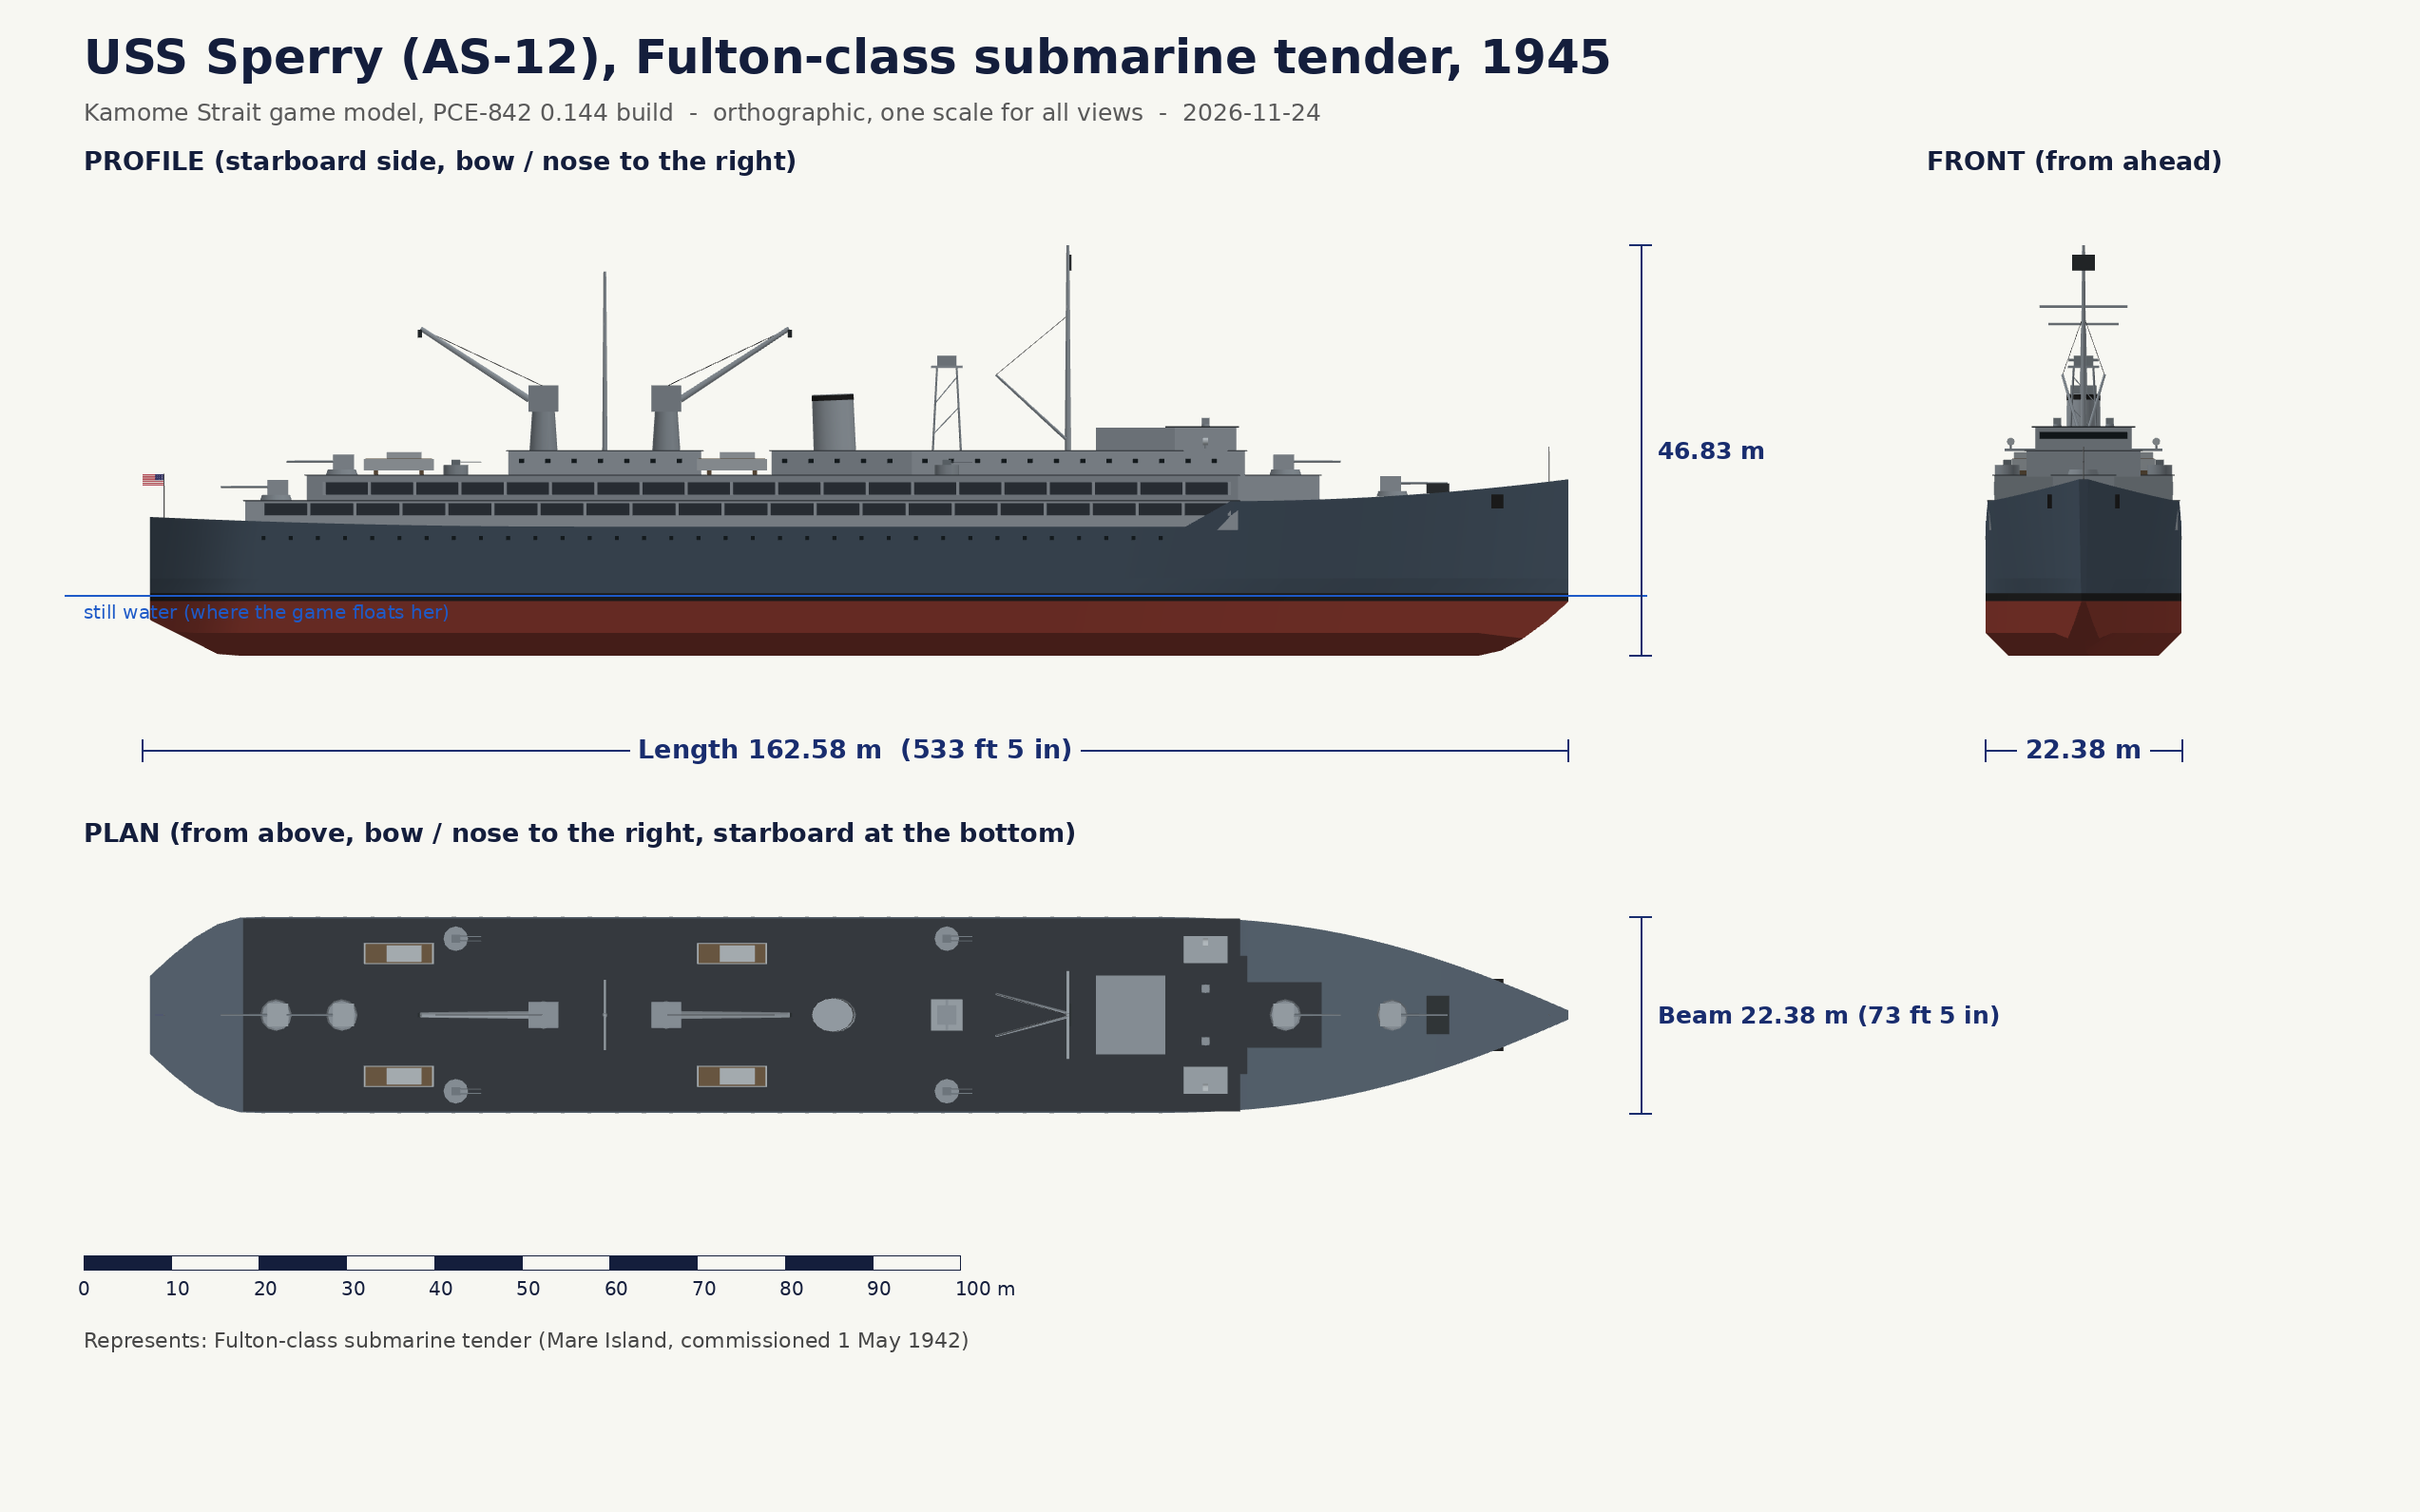 USS Sperry (AS-12), Fulton-class submarine tender, 1945
Kamome Strait game model, PCE-842 0.144 build - orthographic, one scale for all views - 2026-11-24
PROFILE (starboard side, bow / nose to the right)
FRONT (from ahead)
46.83 m
still water (where the game floats her)
Length 162.58 m (533 ft 5 in)
22.38 m
PLAN (from above, bow / nose to the right, starboard at the bottom)
Beam 22.38 m (73 ft 5 in)
0 10 20 30 40 50 60 70 80 90 100 m
Represents: Fulton-class submarine tender (Mare Island, commissioned 1 May 1942)